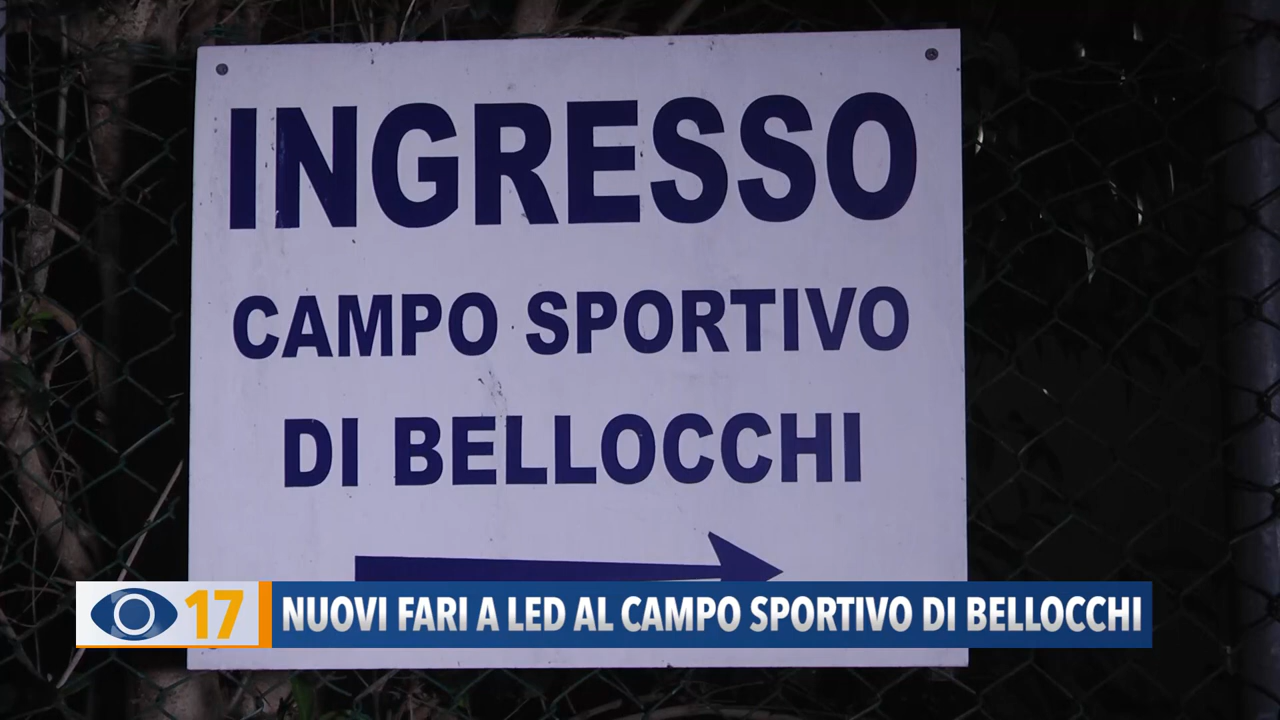 INGRESSO
CAMPO SPORTIVO
DI BELLOCCHI
17 NUOVI FARI A LED AL CAMPO SPORTIVO DI BELLOCCHI